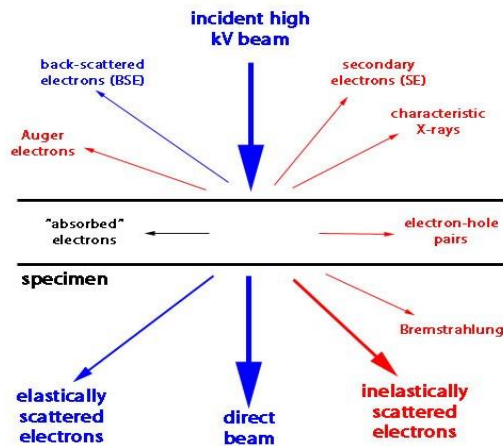 incident high
kV beam
back-scattered
electrons (BSE)
secondary
electrons (SE)
characteristic
X-rays
Auger
electrons
"absorbed"
electrons
electron-hole
pairs
specimen
Bremstrahlung
elastically
scattered
electrons
direct
beam
inelastically
scattered
electrons